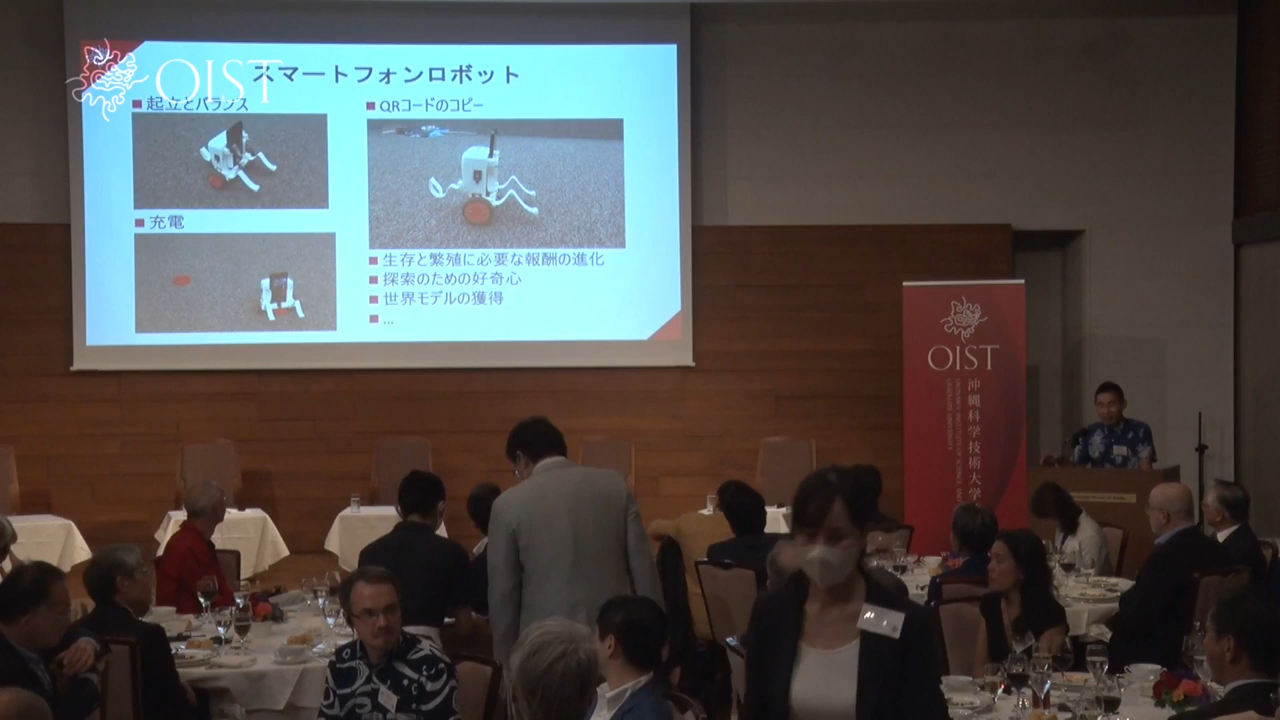 OIST
スマートフォンロボット
起立とバランス
QRコードのコピー
充電
生存と繁殖に必要な報酬の進化
探索のための好奇心
世界モデルの獲得
...
OIST
沖縄科学技術大学